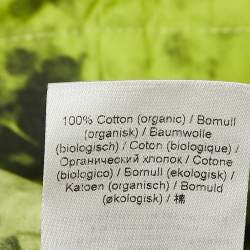 100% Cotton (organic) / Bomull
(organisk) / Baumwolle
(biologisch) / Coton (biologique) /
Органический хлопок / Cotone
(biologico) / Bomull (ekologisk) /
Katoen (organisch) / Bomuld
(økologisk) / 棉